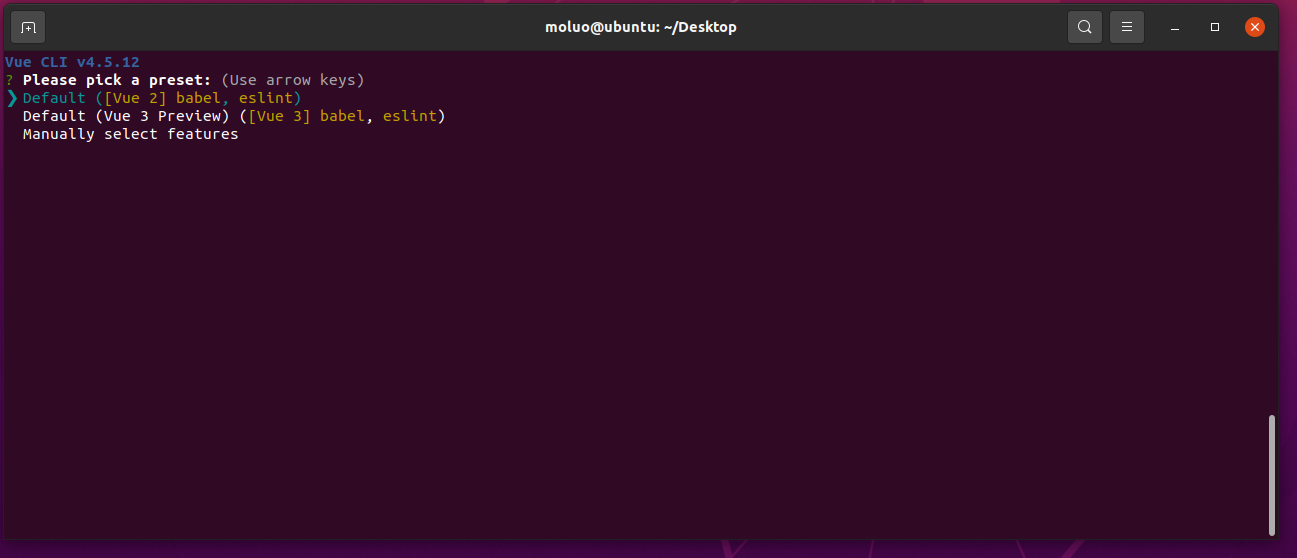 moluo@ubuntu: ~/Desktop
Vue CLI v4.5.12
? Please pick a preset: (Use arrow keys)
❯ Default ([Vue 2] babel, eslint)
Default (Vue 3 Preview) ([Vue 3] babel, eslint)
Manually select features